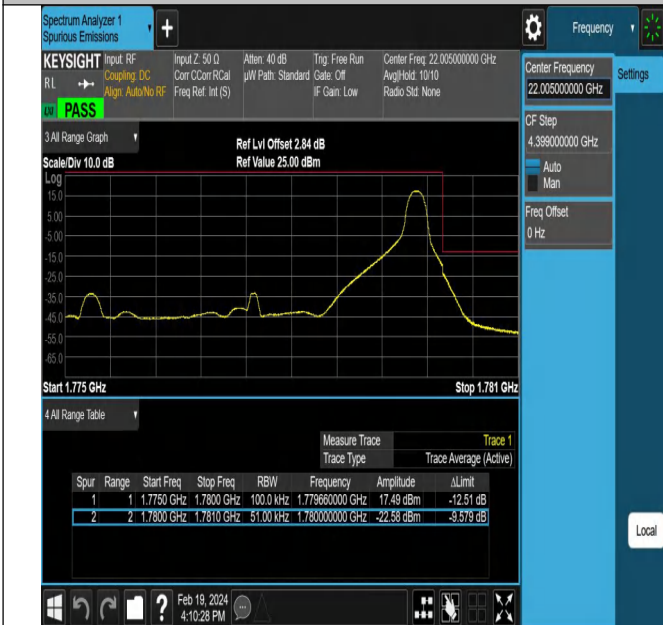 Spectrum Analyzer 1
Spurious Emissions
+
Frequency
KEYSIGHT
Input: RF
Coupling: DC
Align: Auto/No RF
Input Z: 50 Ω
Corr CCorr RCal
Freq Ref: Int (S)
Atten: 40 dB
µW Path: Standard
Trig: Free Run
Gate: Off
IF Gain: Low
Center Freq: 22.005000000 GHz
Avg|Hold: 10/10
Radio Std: None
RL
LXI
PASS
Center Frequency
22.005000000 GHz
Settings
CF Step
4.399000000 GHz
Auto
Man
Freq Offset
0 Hz
3 All Range Graph
Scale/Div 10.0 dB
Ref Lvl Offset 2.84 dB
Ref Value 25.00 dBm
Log
15.0
5.00
-5.00
-15.0
-25.0
-35.0
-45.0
-55.0
-65.0
Start 1.775 GHz
Stop 1.781 GHz
4 All Range Table
Measure Trace Trace 1
Trace Type Trace Average (Active)
Spur Range Start Freq Stop Freq RBW Frequency Amplitude ΔLimit
1 1 1.7750 GHz 1.7800 GHz 100.0 kHz 1.779660000 GHz 17.49 dBm -12.51 dB
2 2 1.7800 GHz 1.7810 GHz 51.00 kHz 1.780000000 GHz -22.58 dBm -9.579 dB
Local
?
Feb 19, 2024
4:10:28 PM